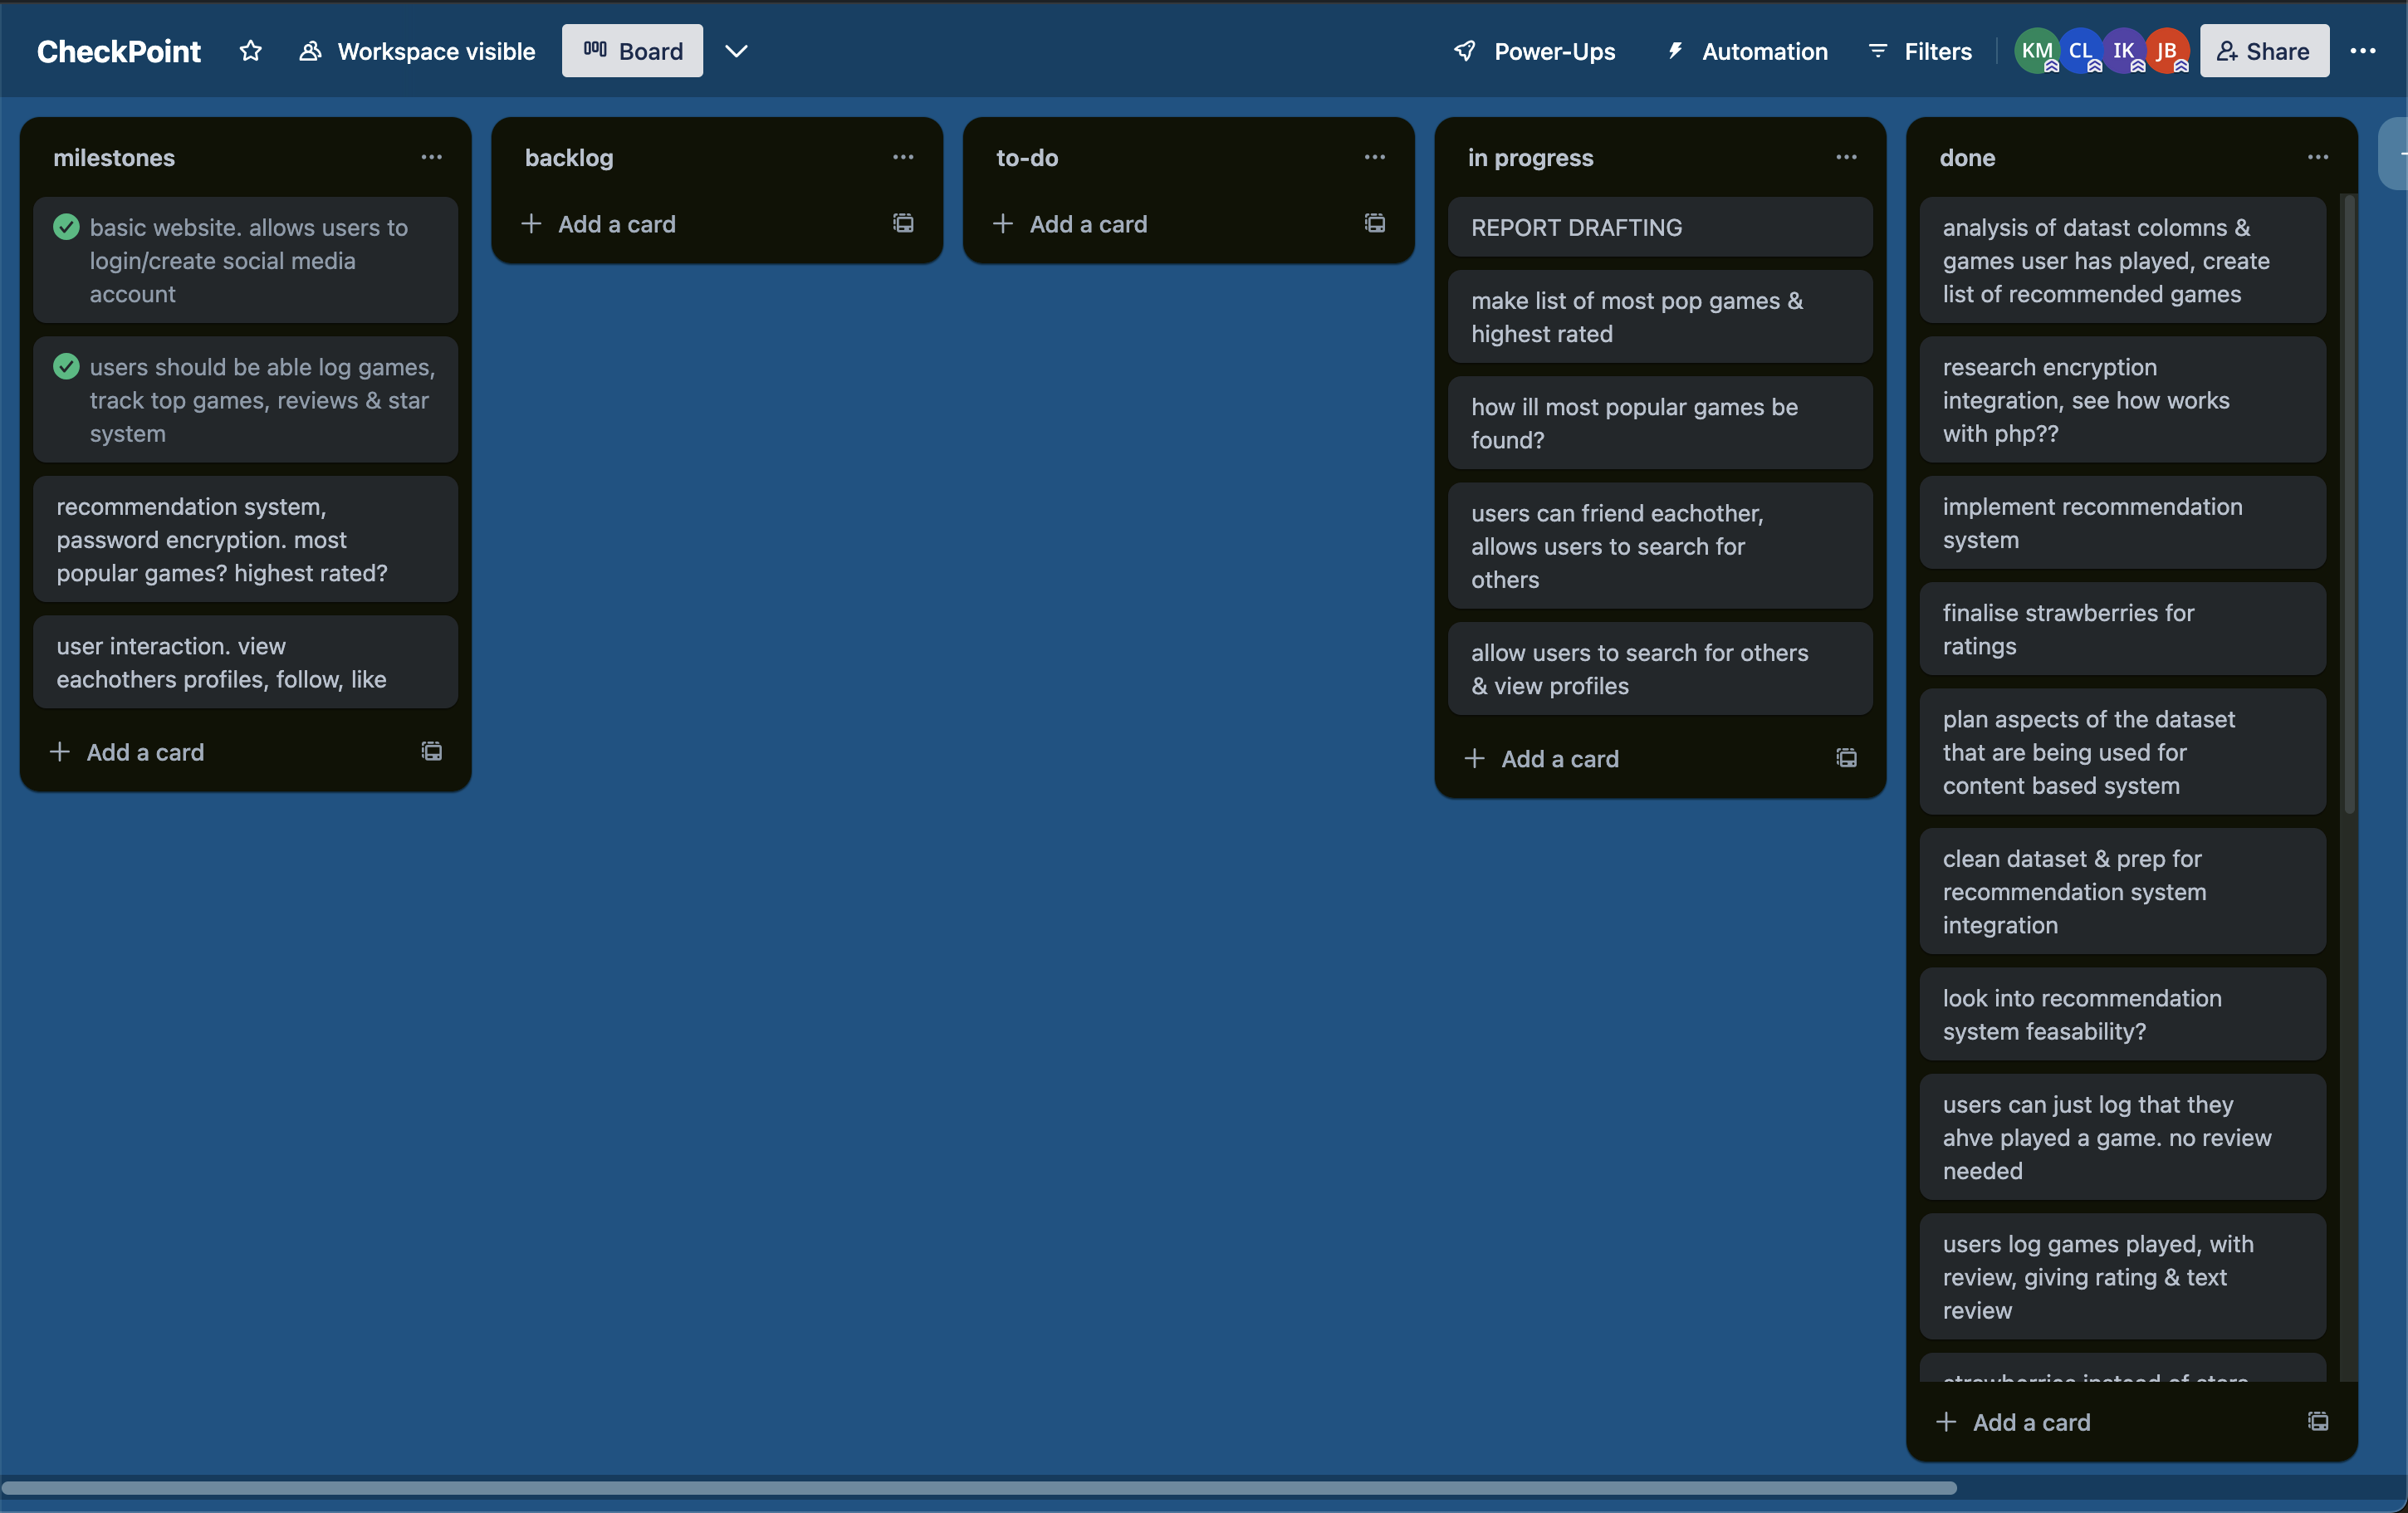 CheckPoint
Workspace visible
Board
Power-Ups
Automation
Filters
KM
CL
IK
JB
Share
milestones
basic website. allows users to
login/create social media
account
users should be able log games,
track top games, reviews & star
system
recommendation system,
password encryption. most
popular games? highest rated?
user interaction. view
eachothers profiles, follow, like
Add a card
backlog
Add a card
to-do
Add a card
in progress
REPORT DRAFTING
make list of most pop games &
highest rated
how ill most popular games be
found?
users can friend eachother,
allows users to search for
others
allow users to search for others
& view profiles
Add a card
done
analysis of datast colomns &
games user has played, create
list of recommended games
research encryption
integration, see how works
with php??
implement recommendation
system
finalise strawberries for
ratings
plan aspects of the dataset
that are being used for
content based system
clean dataset & prep for
recommendation system
integration
look into recommendation
system feasability?
users can just log that they
ahve played a game. no review
needed
users log games played, with
review, giving rating & text
review
strawberries instead of stars
Add a card